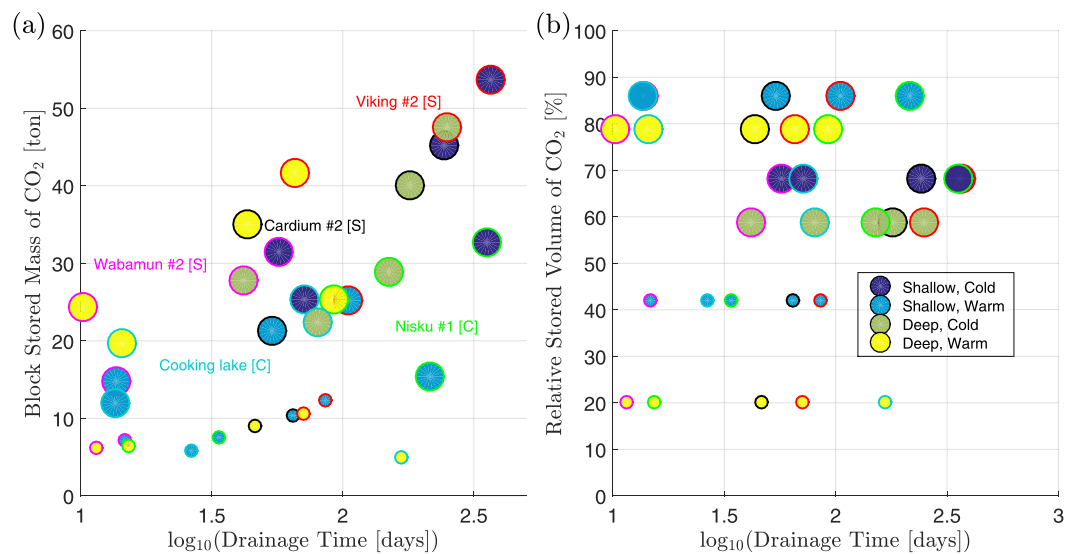 (a)
60
50
40
30
20
10
0
Block Stored Mass of CO₂ [ton]
Viking #2 [S]
Cardium #2 [S]
Wabamun #2 [S]
Nisku #1 [C]
Cooking lake [C]
1
1.5
2
2.5
log₁₀(Drainage Time [days])
(b)
100
90
80
70
60
50
40
30
20
10
0
Relative Stored Volume of CO₂ [%]
Shallow, Cold
Shallow, Warm
Deep, Cold
Deep, Warm
1
1.5
2
2.5
3
log₁₀(Drainage Time [days])